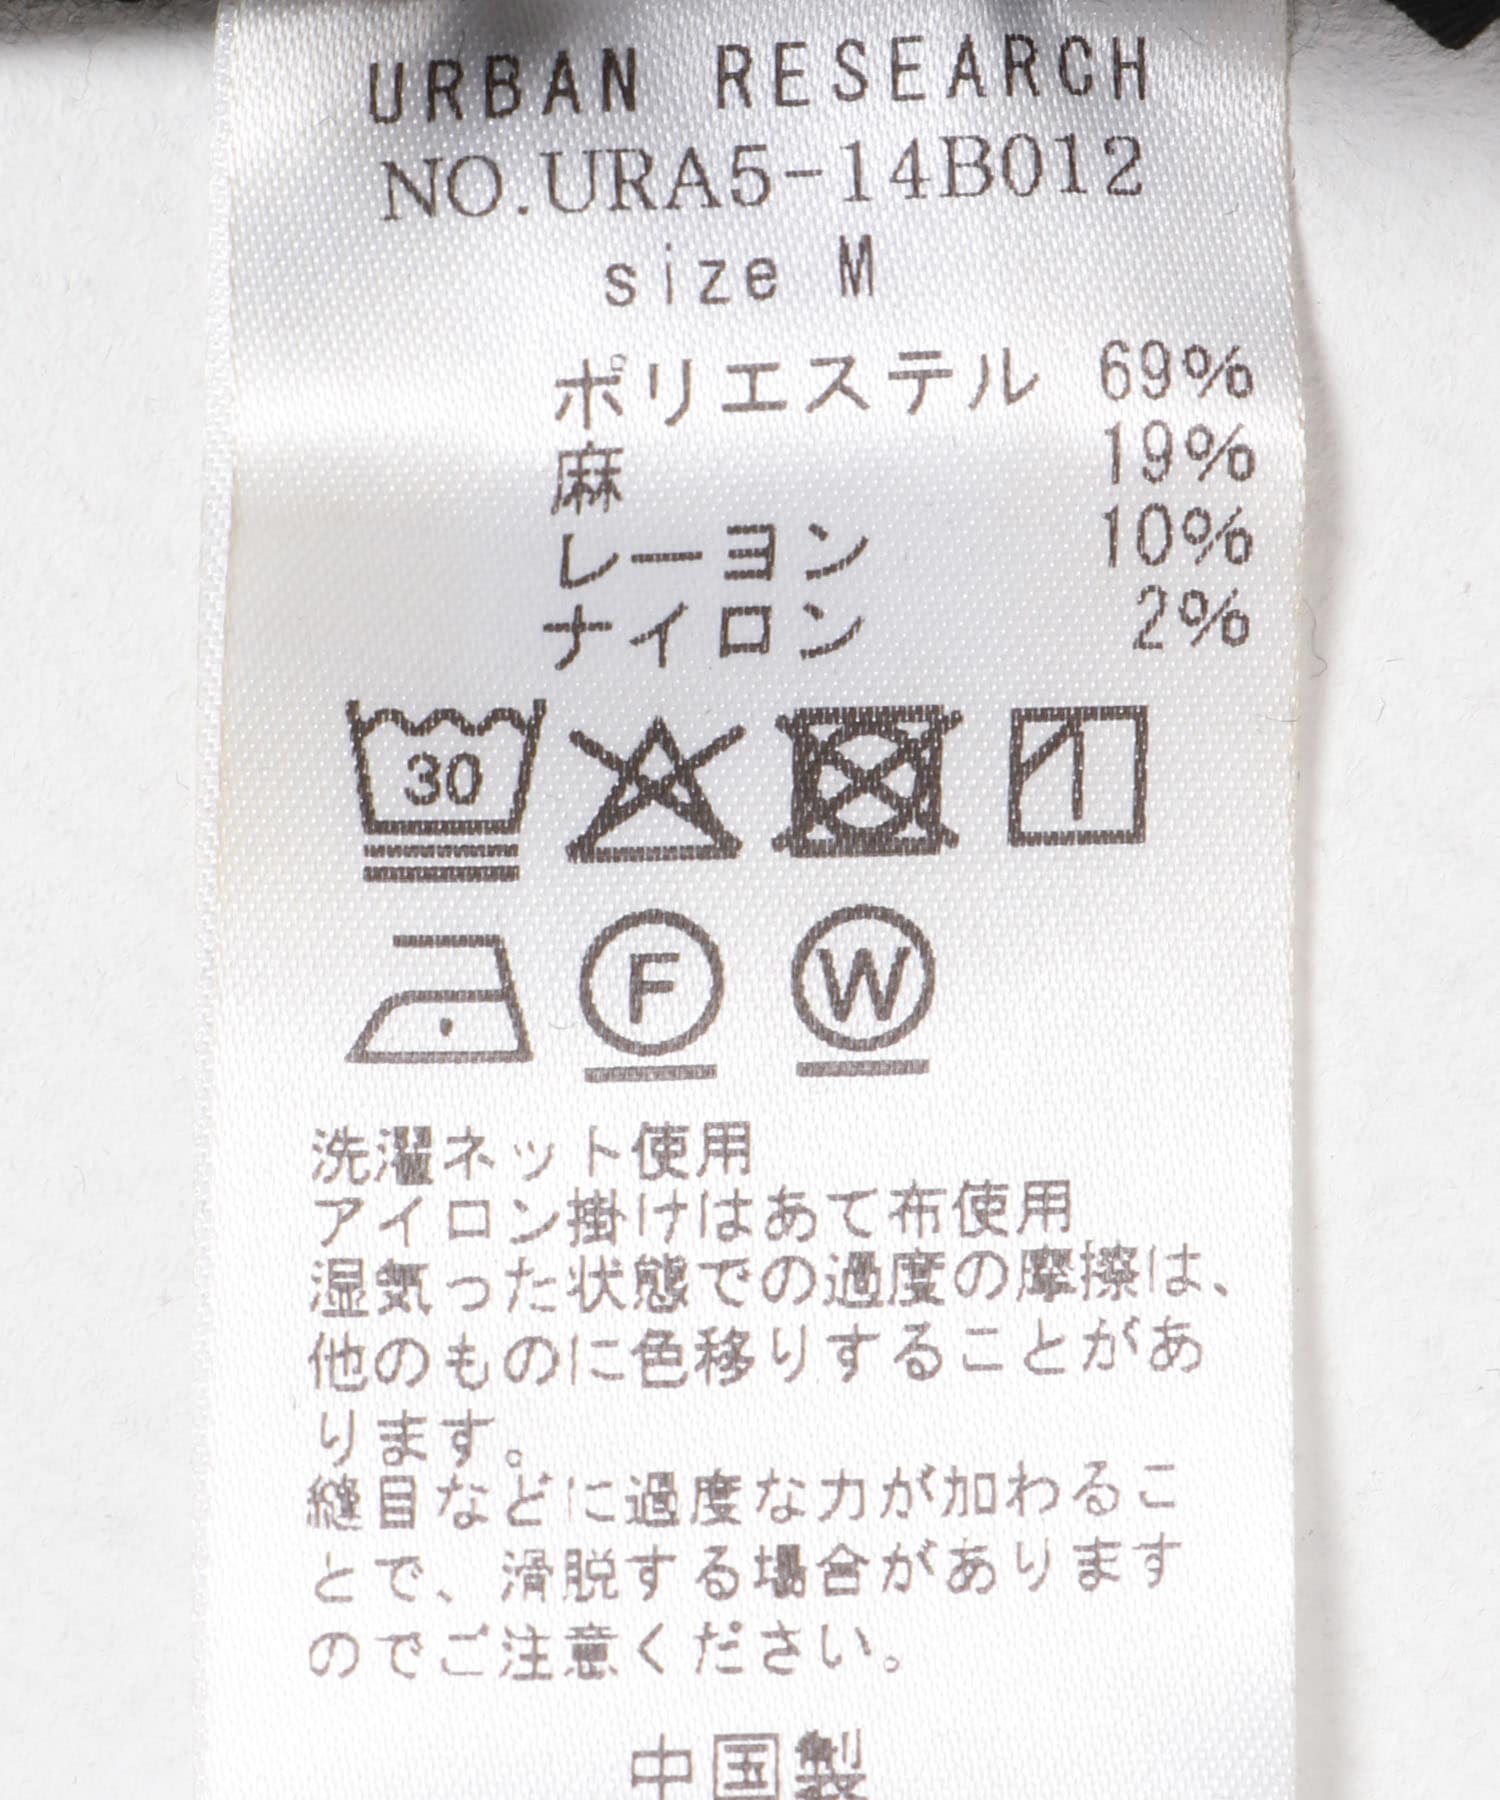 URBAN RESEARCH
NO.URA5-14B012
size M
ポリエステル 69%
麻 19%
レーヨン 10%
ナイロン 2%
30
F W
洗濯ネット使用
アイロン掛けはあて布使用
湿気った状態での過度の摩擦は、
他のものに色移りすることがあ
ります。
縫目などに過度な力が加わるこ
とで、滑脱する場合があります
のでご注意ください。
中国製